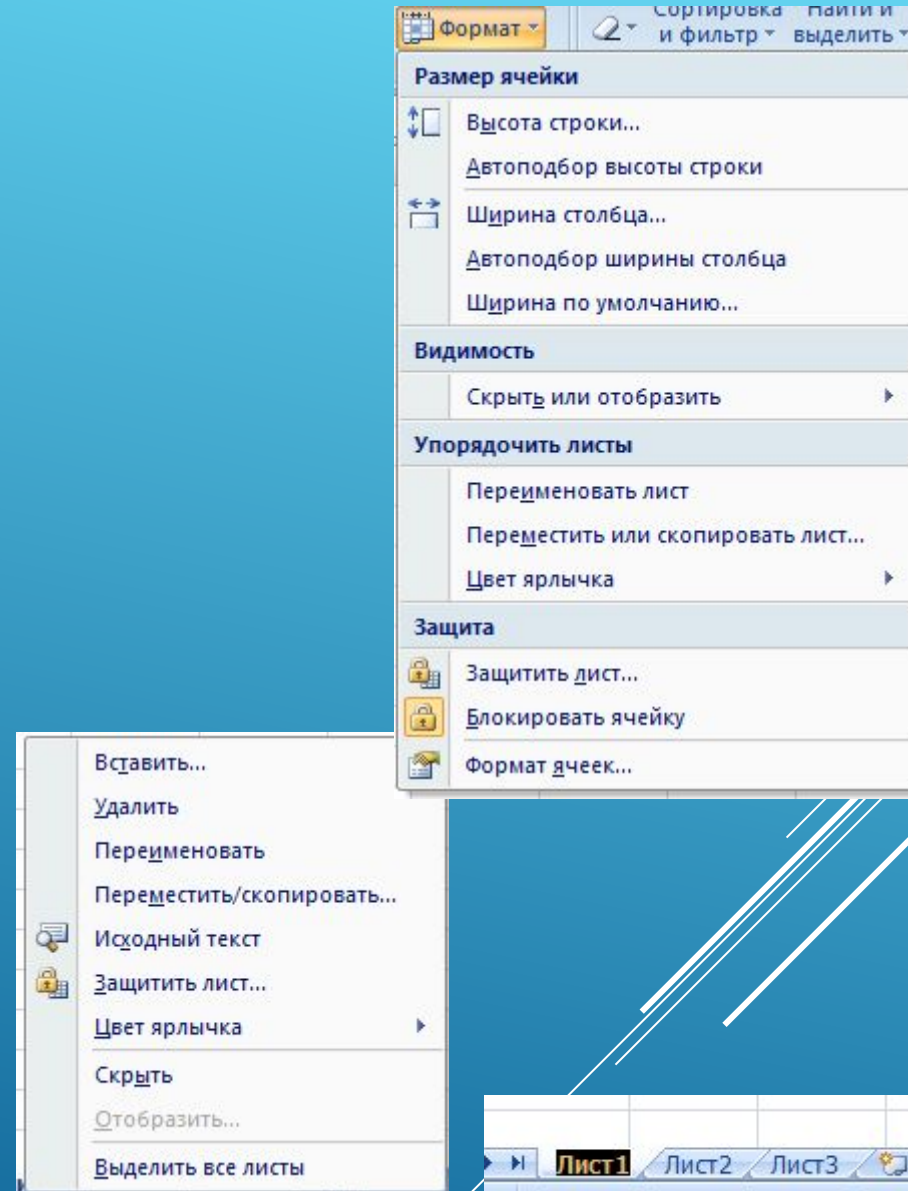 Формат
Сортировка и фильтр
Найти и выделить
Размер ячейки
Высота строки...
Автоподбор высоты строки
Ширина столбца...
Автоподбор ширины столбца
Ширина по умолчанию...
Видимость
Скрыть или отобразить
Упорядочить листы
Переименовать лист
Переместить или скопировать лист...
Цвет ярлычка
Защита
Защитить лист...
Блокировать ячейку
Формат ячеек...
Вставить...
Удалить
Переименовать
Переместить/скопировать...
Исходный текст
Защитить лист...
Цвет ярлычка
Скрыть
Отобразить...
Выделить все листы
Лист1 Лист2 Лист3